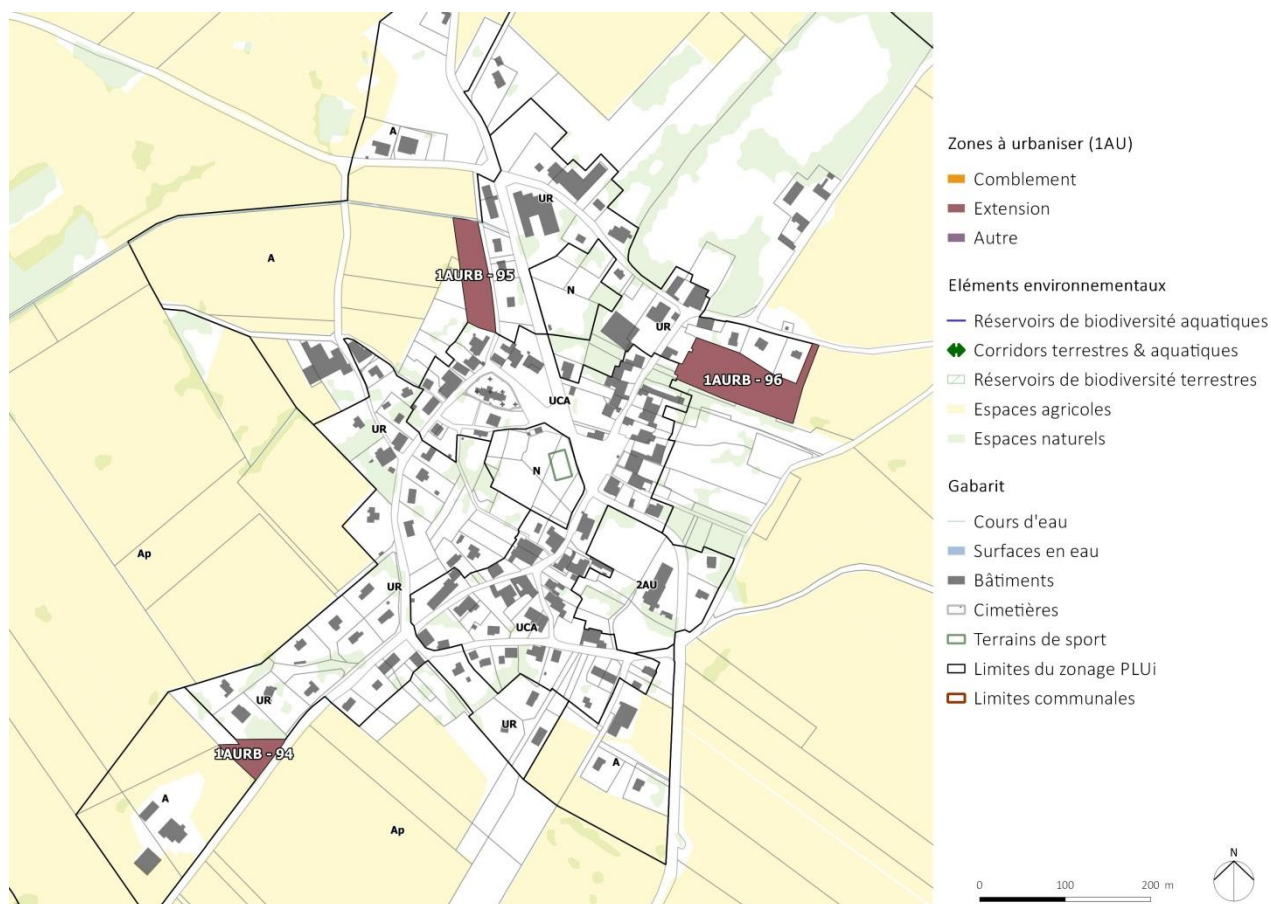 A
UR
A
1AURB - 95
N
UR
1AURB - 96
UCA
UR
N
Ap
UR
2AU
UCA
UR
UR
1AURB - 94
A
A
Ap
Zones à urbaniser (1AU)
Comblement
Extension
Autre
Eléments environnementaux
Réservoirs de biodiversité aquatiques
Corridors terrestres & aquatiques
Réservoirs de biodiversité terrestres
Espaces agricoles
Espaces naturels
Gabarit
Cours d'eau
Surfaces en eau
Bâtiments
Cimetières
Terrains de sport
Limites du zonage PLUi
Limites communales
N
0 100 200 m